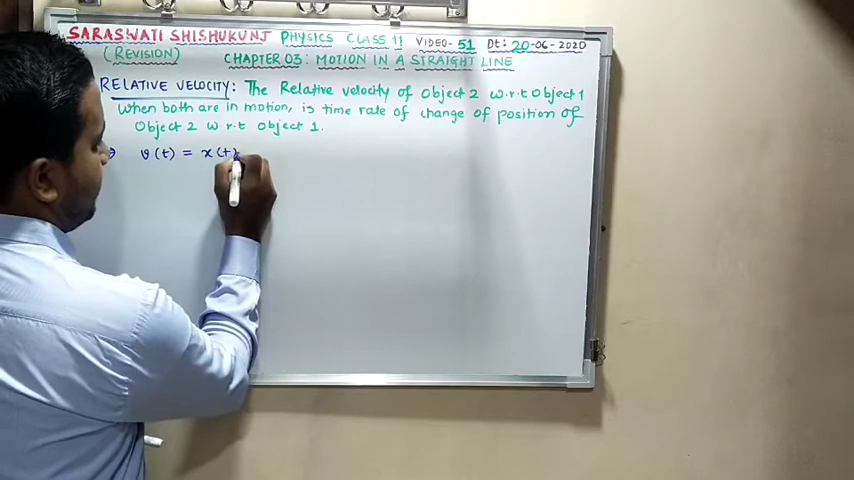 SARASWATI SHISHUKUNJ PHYSICS CLASS 11 VIDEO-51 Dt: 20-06-2020
(REVISION) CHAPTER 03: MOTION IN A STRAIGHT LINE
RELATIVE VELOCITY: The Relative velocity of Object 2 w.r.t Object 1
When both are in motion, is time rate of change of position of
Object 2 w.r.t object 1.
v(t) = x(t)